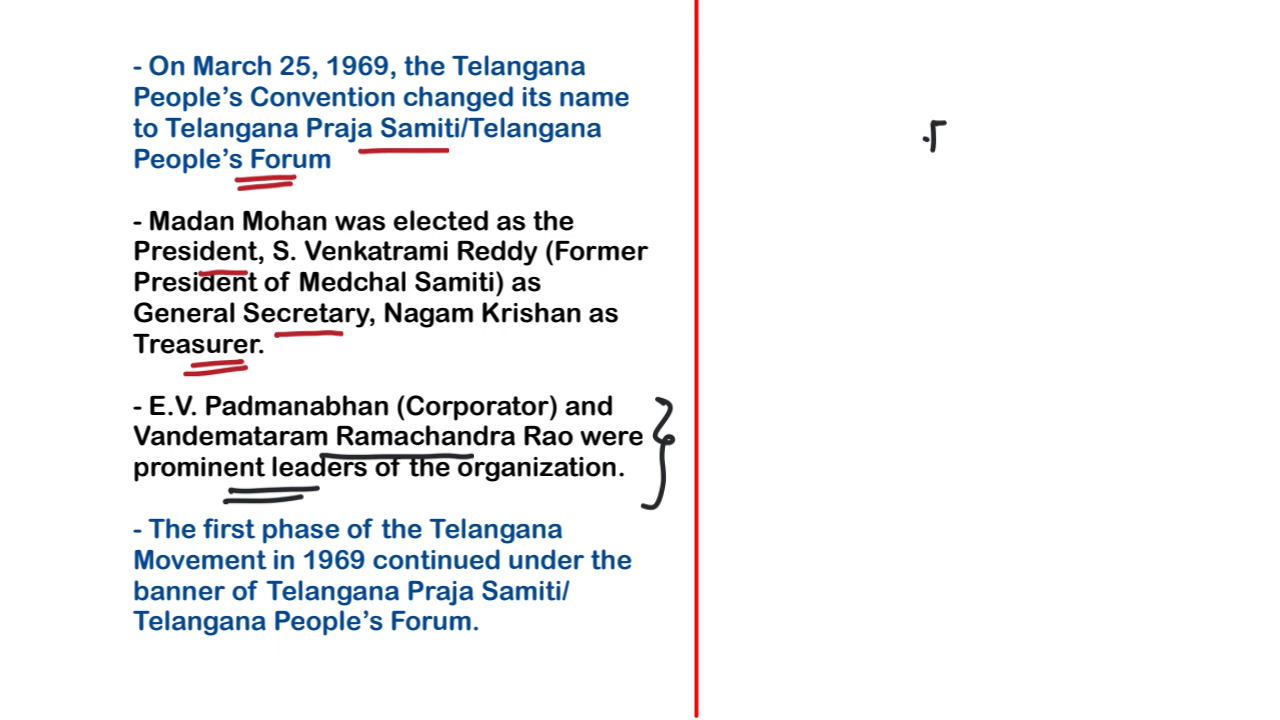 - On March 25, 1969, the Telangana
People's Convention changed its name
to Telangana Praja Samiti/Telangana
People's Forum
- Madan Mohan was elected as the
President, S. Venkatrami Reddy (Former
President of Medchal Samiti) as
General Secretary, Nagam Krishan as
Treasurer.
- E.V. Padmanabhan (Corporator) and
Vandemataram Ramachandra Rao were
prominent leaders of the organization.
- The first phase of the Telangana
Movement in 1969 continued under the
banner of Telangana Praja Samiti/
Telangana People's Forum.